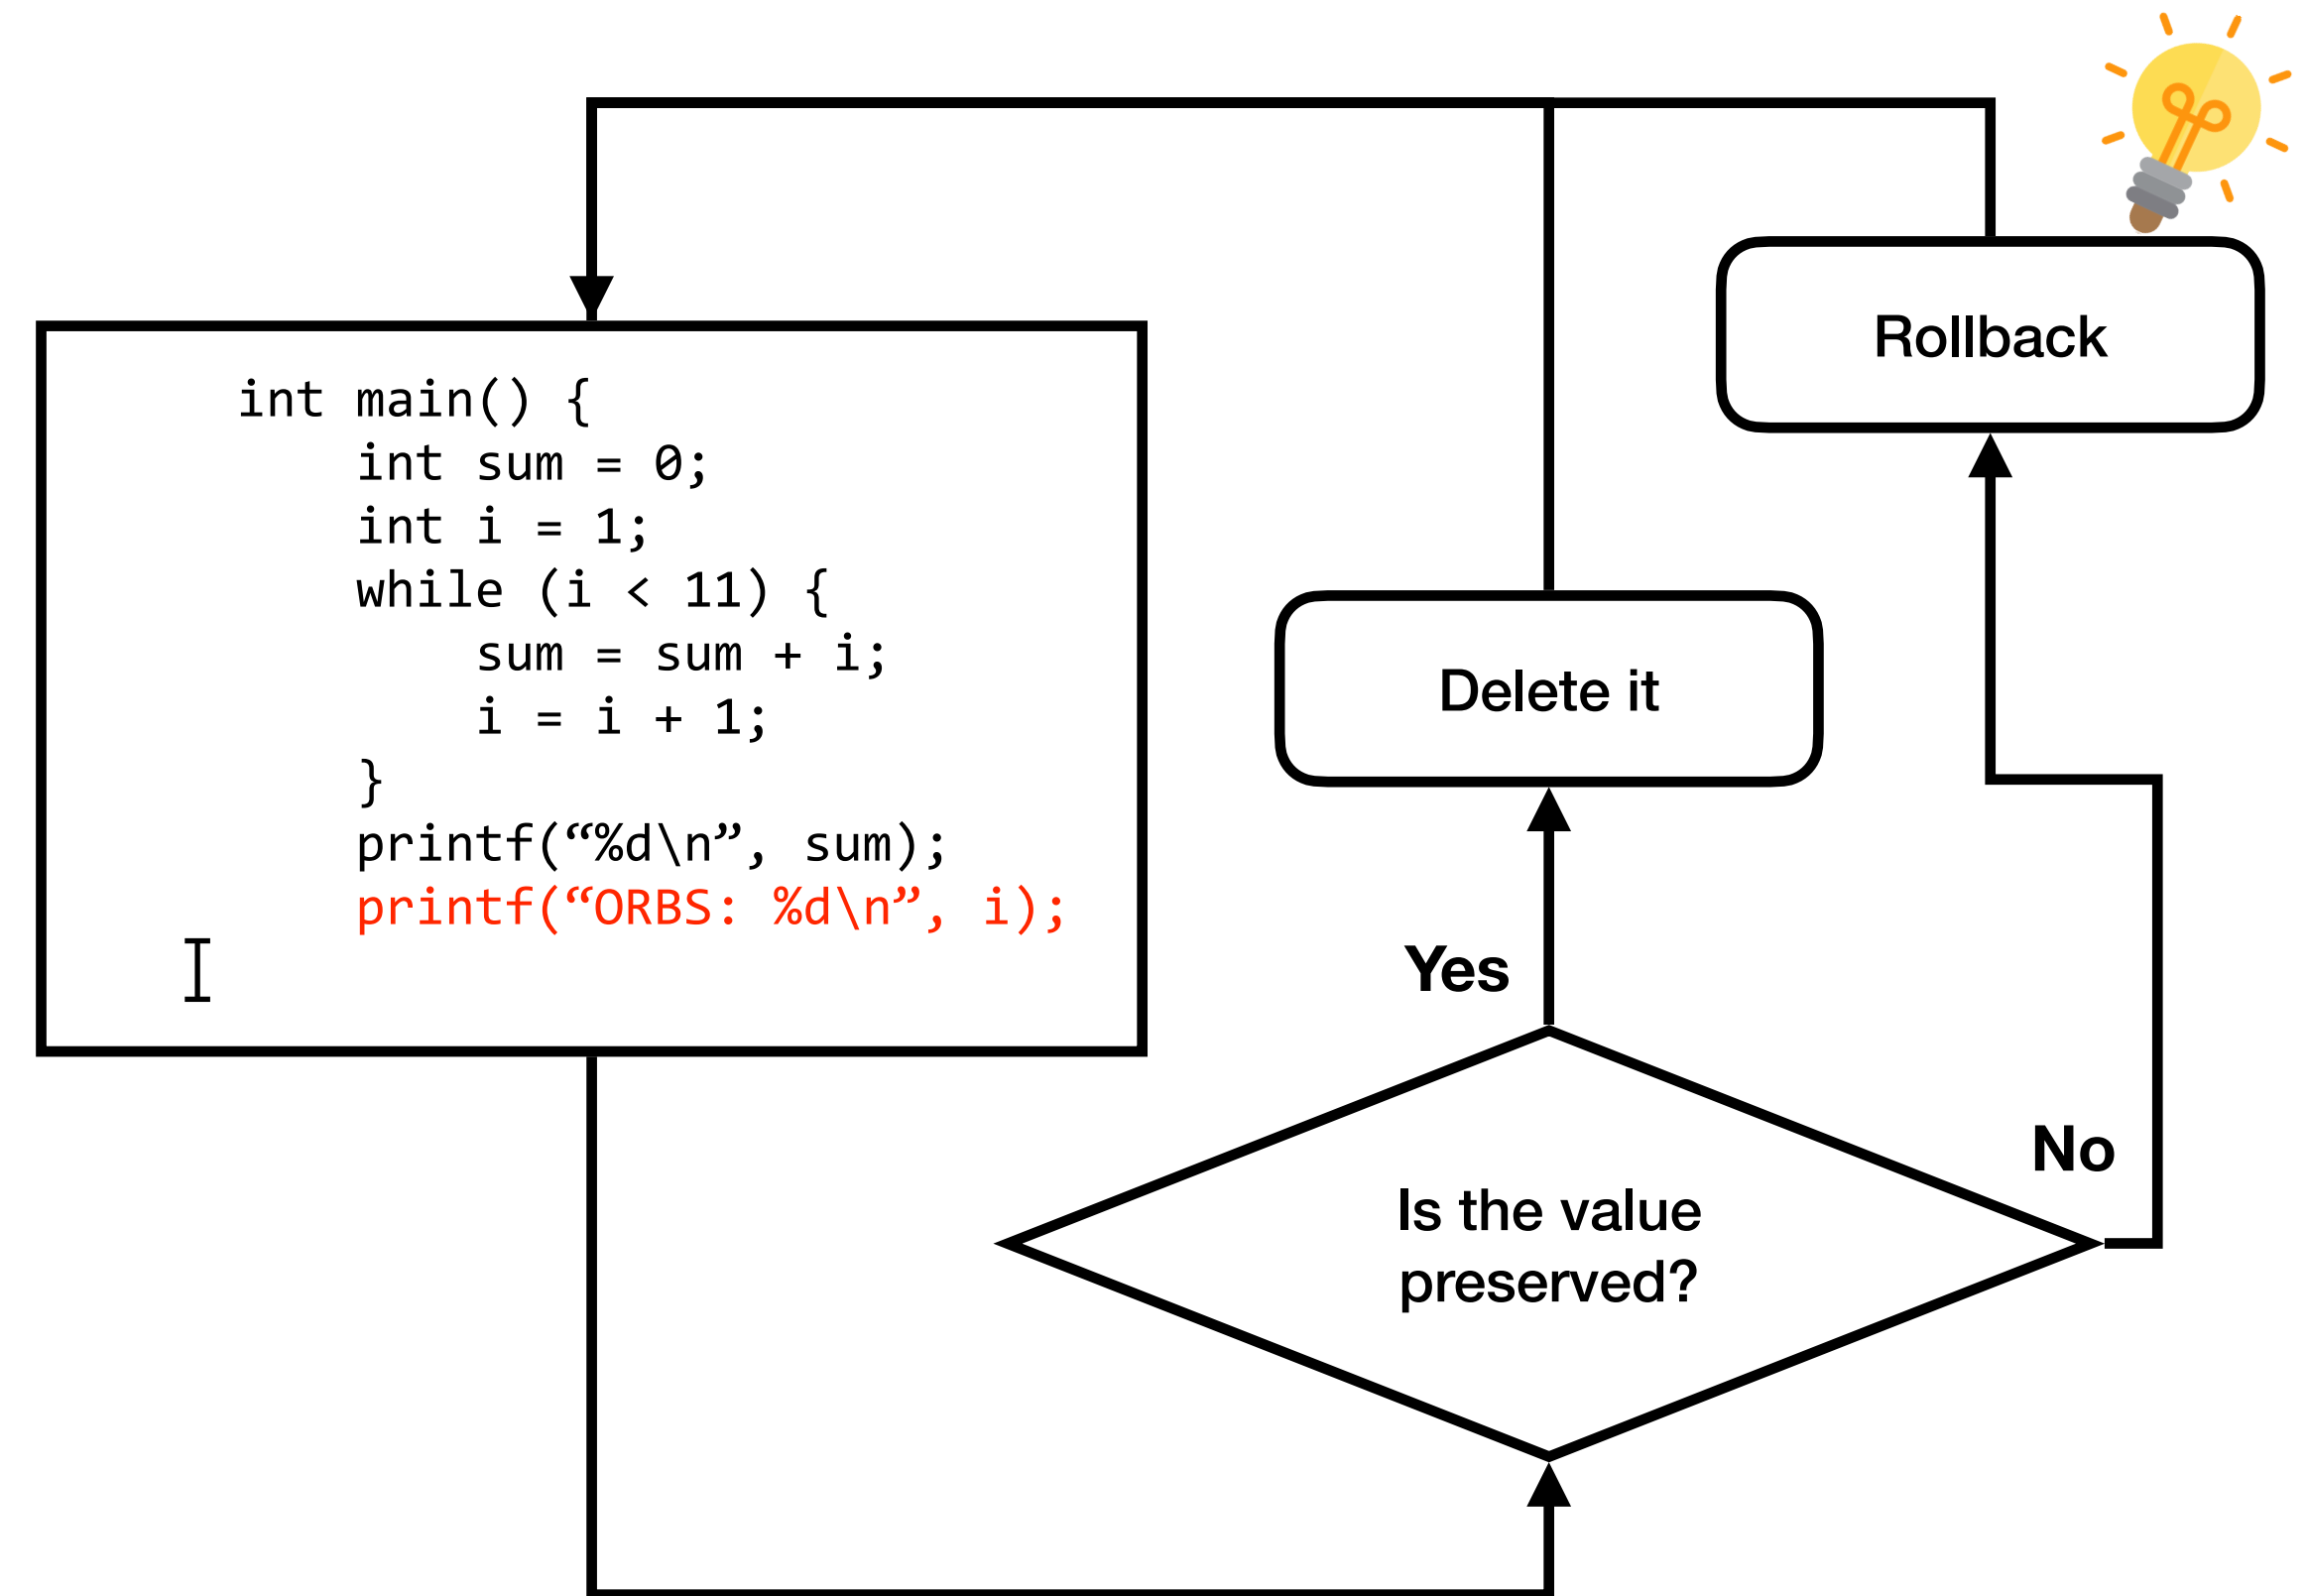 int main() {
int sum = 0;
int i = 1;
while (i < 11) {
sum = sum + i;
i = i + 1;
}
printf(“%d\n”, sum);
printf(“ORBS: %d\n”, i);
Rollback
Delete it
Yes
No
Is the value
preserved?